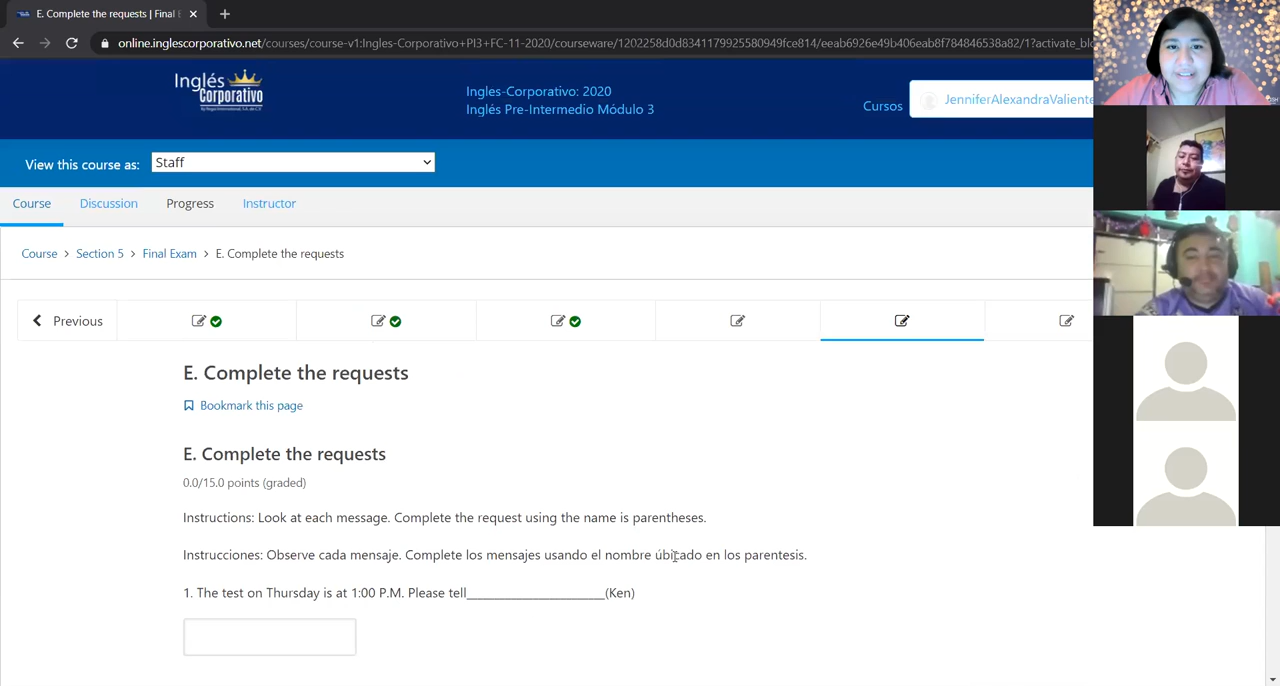 E. Complete the requests | Final E
online.inglescorporativo.net/courses/course-v1:Ingles-Corporativo+PI3+FC-11-2020/courseware/1202258d0d8341179925580949fce814/eeab6926e49b406eab8f784846538a82/1?activate_blo
Inglés
Corporativo
Ingles-Corporativo: 2020
Inglés Pre-Intermedio Módulo 3
Cursos
JenniferAlexandraValiente
View this course as:
Staff
Course
Discussion
Progress
Instructor
Course > Section 5 > Final Exam > E. Complete the requests
Previous
E. Complete the requests
Bookmark this page
E. Complete the requests
0.0/15.0 points (graded)
Instructions: Look at each message. Complete the request using the name is parentheses.
Instrucciones: Observe cada mensaje. Complete los mensajes usando el nombre úbicado en los parentesis.
1. The test on Thursday is at 1:00 P.M. Please tell______________________(Ken)